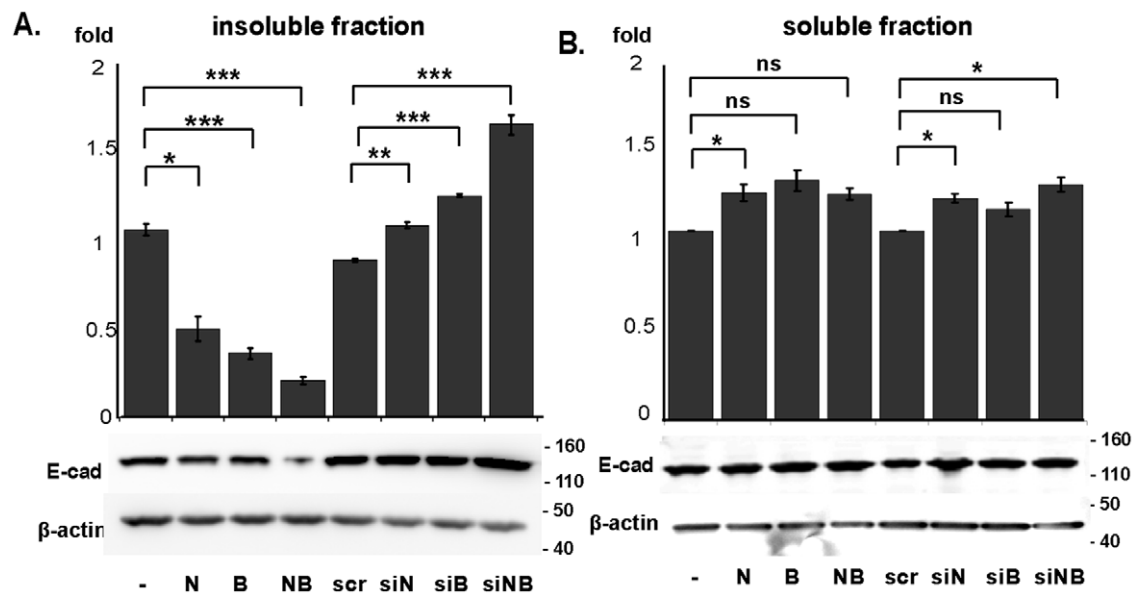 A.
insoluble fraction
fold
2
1.5
1
0.5
0
***
***
*
***
***
**
E-cad
- 160
- 110
β-actin
- 50
- 40
- N B NB scr siN siB siNB
B.
soluble fraction
fold
2
1.5
1
0.5
0
ns
ns
*
*
ns
*
E-cad
- 160
- 110
β-actin
- 50
- 40
- N B NB scr siN siB siNB